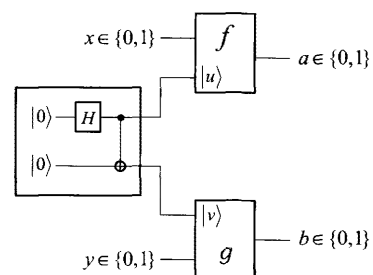 x ∈ {0,1}
f
a ∈ {0,1}
|u⟩
|0⟩ H
|0⟩
|v⟩
b ∈ {0,1}
y ∈ {0,1}
g